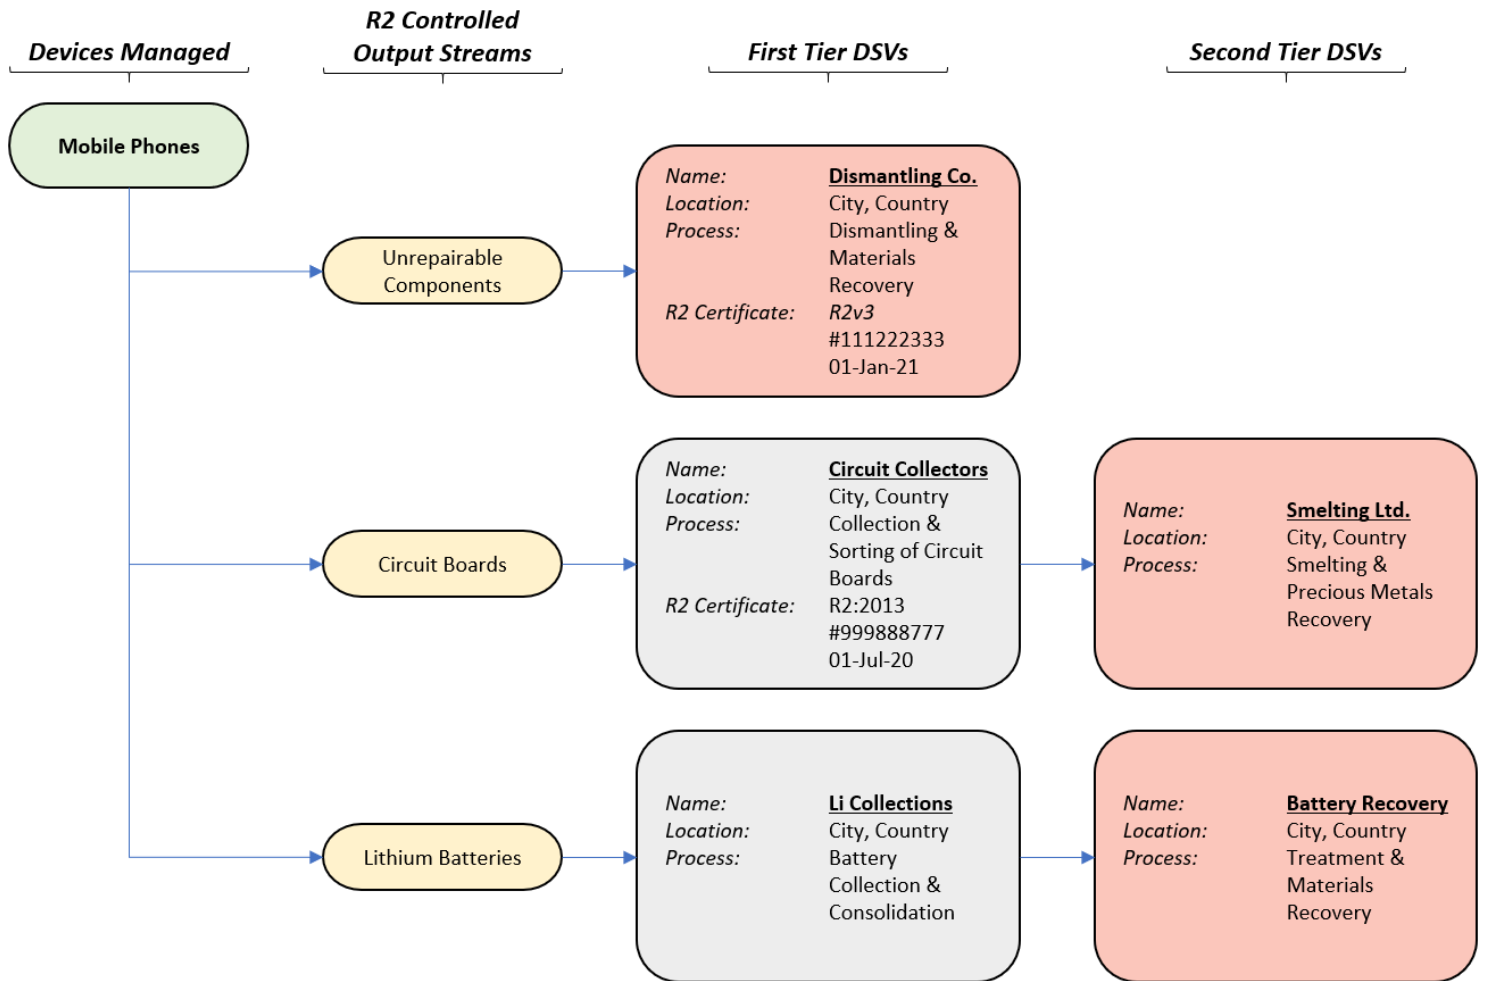 Devices Managed
R2 Controlled
Output Streams
First Tier DSVs
Second Tier DSVs
Mobile Phones
Unrepairable
Components
Name: Dismantling Co.
Location: City, Country
Process: Dismantling &
Materials
Recovery
R2 Certificate: R2v3
#111222333
01-Jan-21
Circuit Boards
Name: Circuit Collectors
Location: City, Country
Process: Collection &
Sorting of Circuit
Boards
R2 Certificate: R2:2013
#999888777
01-Jul-20
Name: Smelting Ltd.
Location: City, Country
Process: Smelting &
Precious Metals
Recovery
Lithium Batteries
Name: Li Collections
Location: City, Country
Process: Battery
Collection &
Consolidation
Name: Battery Recovery
Location: City, Country
Process: Treatment &
Materials
Recovery